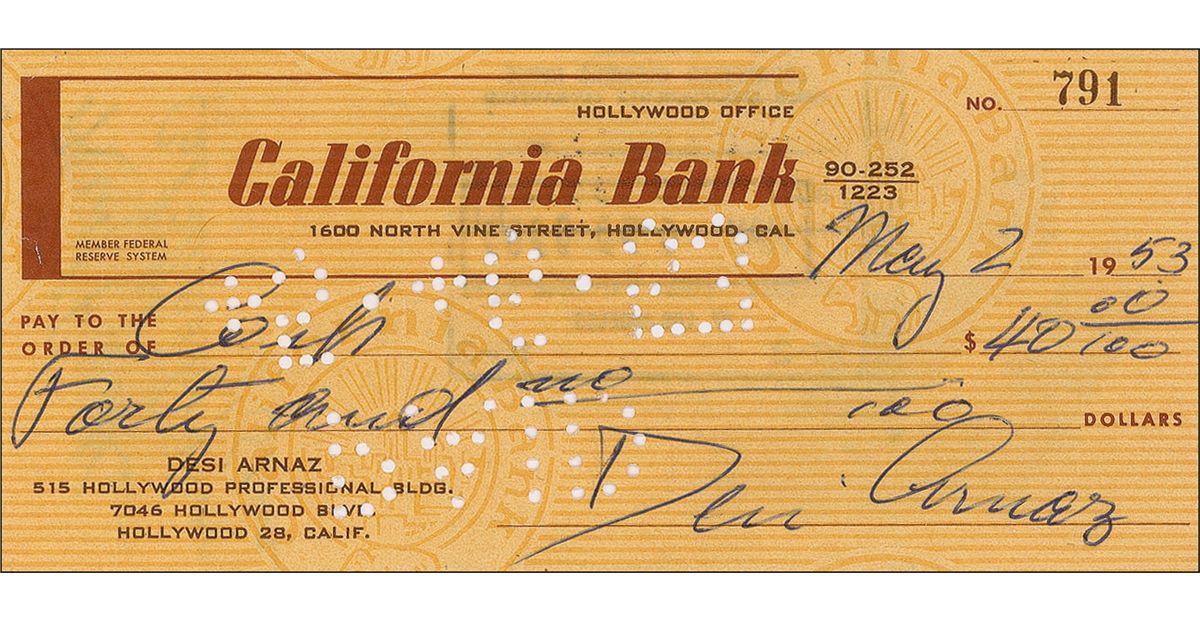 HOLLYWOOD OFFICE
NO. 791
California Bank
90-252
1223
1600 NORTH VINE STREET, HOLLYWOOD, CAL
MEMBER FEDERAL
RESERVE SYSTEM
May 2 1953
PAY TO THE
ORDER OF Cash $ 40 00/100
Forty and no/100 DOLLARS
DESI ARNAZ
515 HOLLYWOOD PROFESSIONAL BLDG.
7046 HOLLYWOOD BLVD.
HOLLYWOOD 28, CALIF.
Desi Arnaz